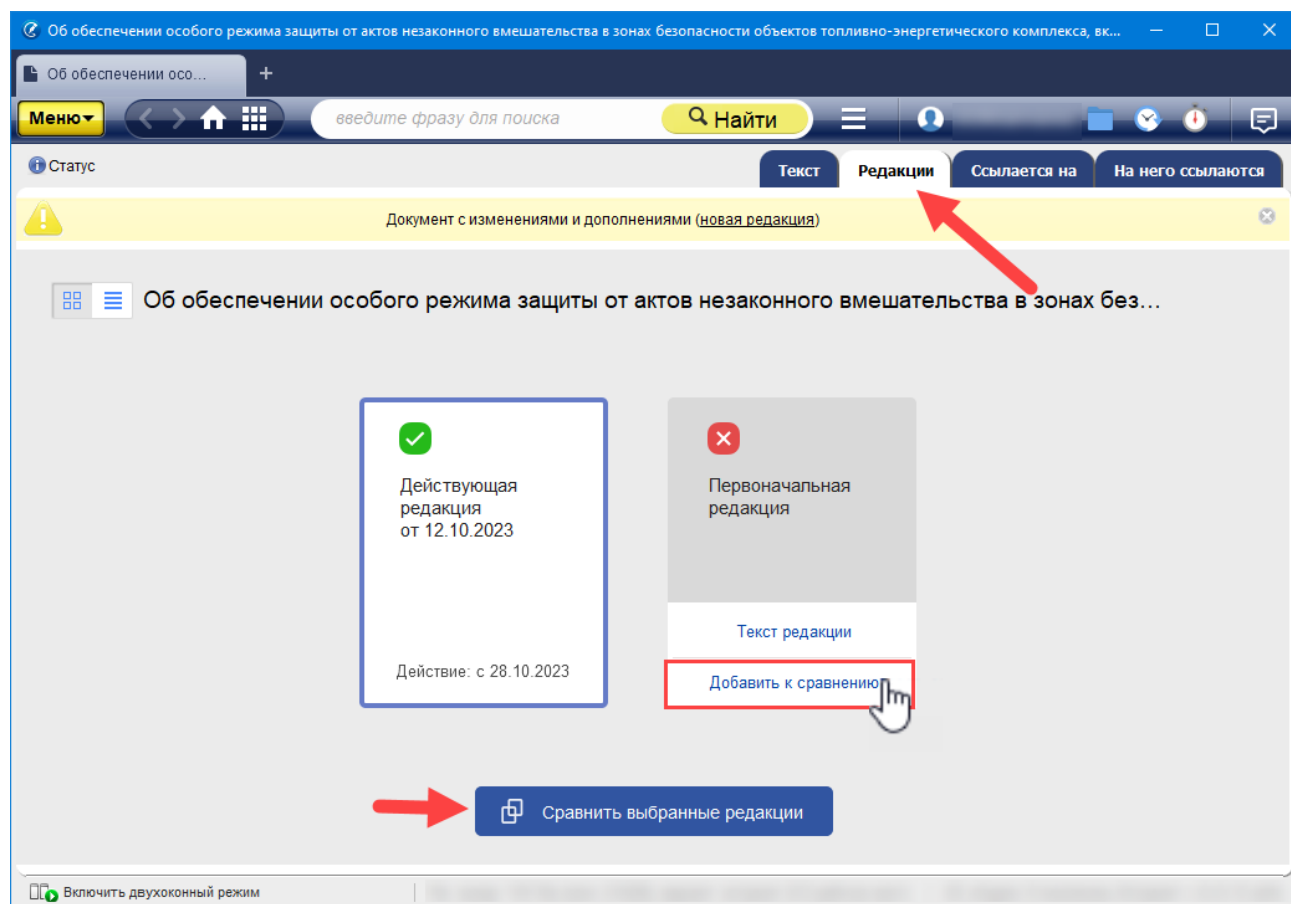 Об обеспечении особого режима защиты от актов незаконного вмешательства в зонах безопасности объектов топливно-энергетического комплекса, вк...
Об обеспечении осо...
Меню
введите фразу для поиска
Найти
Статус
Текст
Редакции
Ссылается на
На него ссылаются
Документ с изменениями и дополнениями (новая редакция)
Об обеспечении особого режима защиты от актов незаконного вмешательства в зонах без...
Действующая
редакция
от 12.10.2023
Действие: с 28.10.2023
Первоначальная
редакция
Текст редакции
Добавить к сравнению
Сравнить выбранные редакции
Включить двухоконный режим